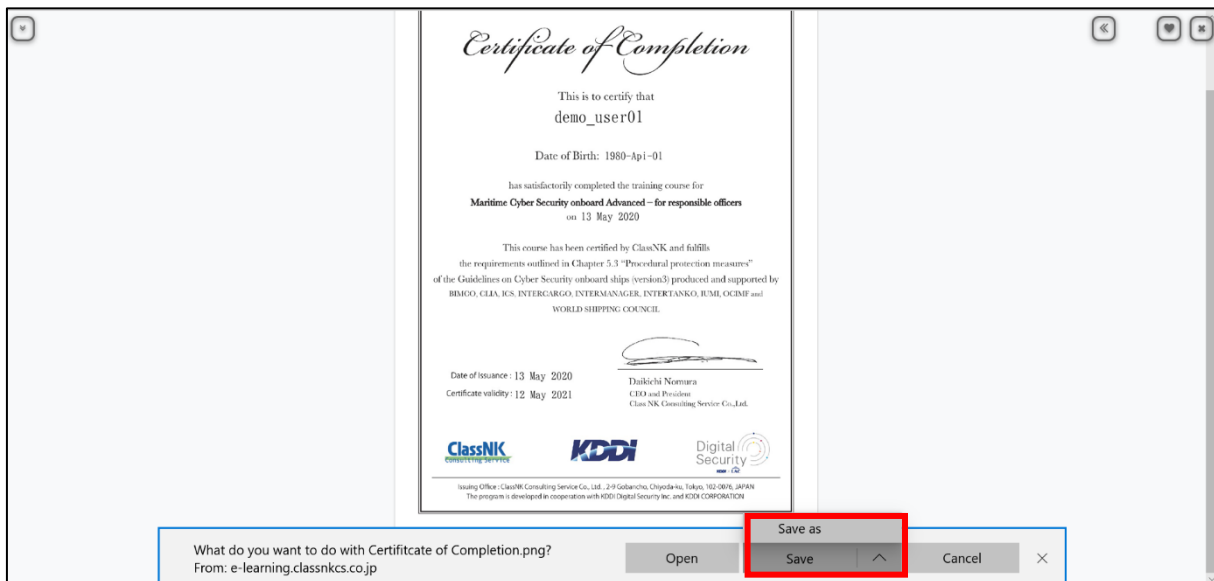 Certificate of Completion
This is to certify that
demo_user01
Date of Birth: 1980-Api-01
has satisfactorily completed the training course for
Maritime Cyber Security onboard Advanced – for responsible officers
on 13 May 2020
This course has been certified by ClassNK and fulfills
the requirements outlined in Chapter 5.3 “Procedural protection measures”
of the Guidelines on Cyber Security onboard ships (version3) produced and supported by
BIMCO, CLIA, ICS, INTERCARGO, INTERMANAGER, INTERTANKO, IUMI, OCIMF and
WORLD SHIPPING COUNCIL
Date of Issuance : 13 May 2020
Certificate validity : 12 May 2021
Daikichi Nomura
CEO and President
Class NK Consulting Service Co.,Ltd.
ClassNK
CONSULTING SERVICE
KDDI
Digital
Security
Issuing Office : ClassNK Consulting Service Co., Ltd. , 2-9 Gobancho, Chiyoda-ku, Tokyo, 102-0076, JAPAN
The program is developed in cooperation with KDDI Digital Security Inc. and KDDI CORPORATION
Save as
What do you want to do with Certifitcate of Completion.png?
From: e-learning.classnkcs.co.jp
Open
Save
Cancel